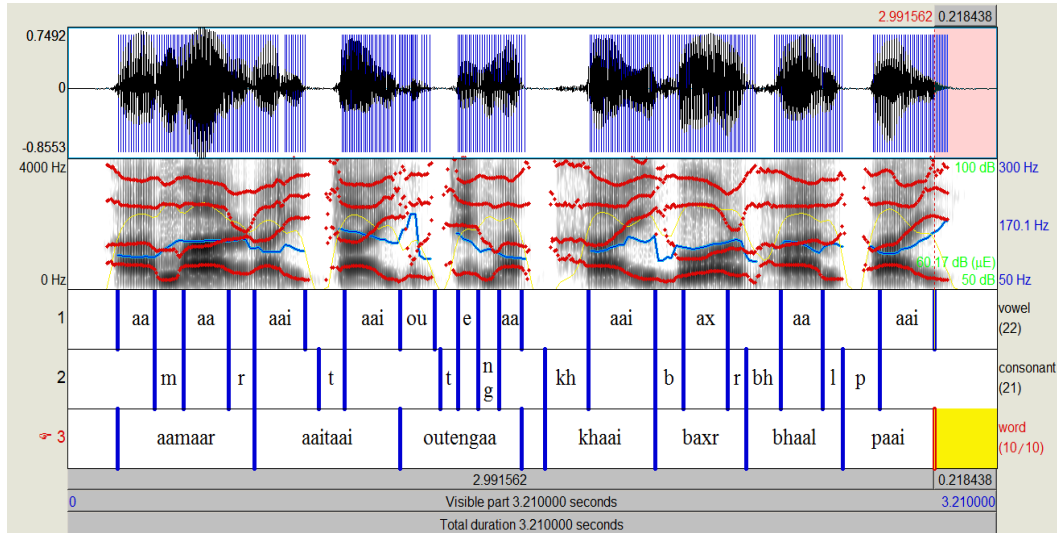 2.991562 0.218438
0.7492
0
-0.8553
4000 Hz 100 dB 300 Hz
170.1 Hz
60.17 dB (µE)
0 Hz 50 dB 50 Hz
1 aa aa aai aai ou e aa aai ax aa aai vowel
(22)
2 m r t t n
g kh b r bh l p consonant
(21)
3 aamaar aaitaai outengaa khaai baxr bhaal paai word
(10/10)
2.991562 0.218438
0 Visible part 3.210000 seconds 3.210000
Total duration 3.210000 seconds